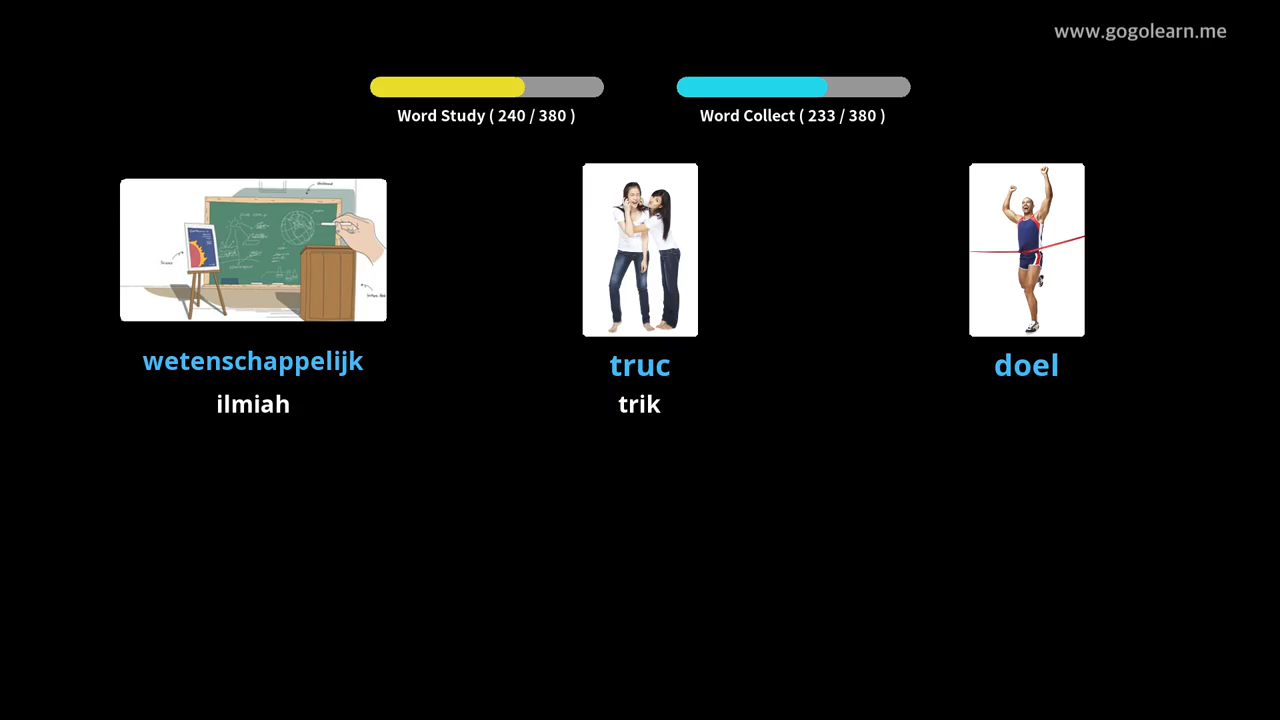 www.gogolearn.me
Word Study ( 240 / 380 )
Word Collect ( 233 / 380 )
wetenschappelijk
truc
doel
ilmiah
trik